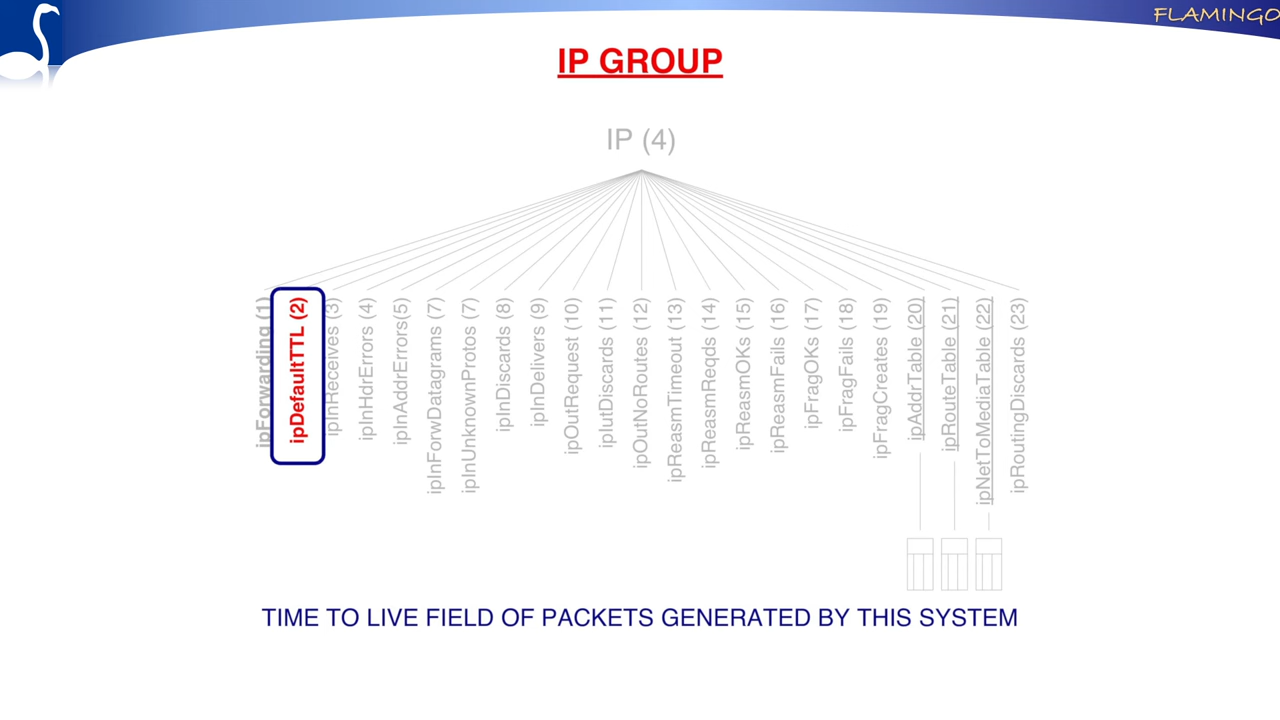 FLAMINGO
IP GROUP
IP (4)
ipForwarding (1)
ipDefaultTTL (2)
ipInReceives (3)
ipInHdrErrors (4)
ipInAddrErrors(5)
ipInForwDatagrams (7)
ipInUnknownProtos (7)
ipInDiscards (8)
ipInDelivers (9)
ipOutRequest (10)
ipIutDiscards (11)
ipOutNoRoutes (12)
ipReasmTimeout (13)
ipReasmReqds (14)
ipReasmOKs (15)
ipReasmFails (16)
ipFragOKs (17)
ipFragFails (18)
ipFragCreates (19)
ipAddrTable (20)
ipRouteTable (21)
ipNetToMediaTable (22)
ipRoutingDiscards (23)
TIME TO LIVE FIELD OF PACKETS GENERATED BY THIS SYSTEM